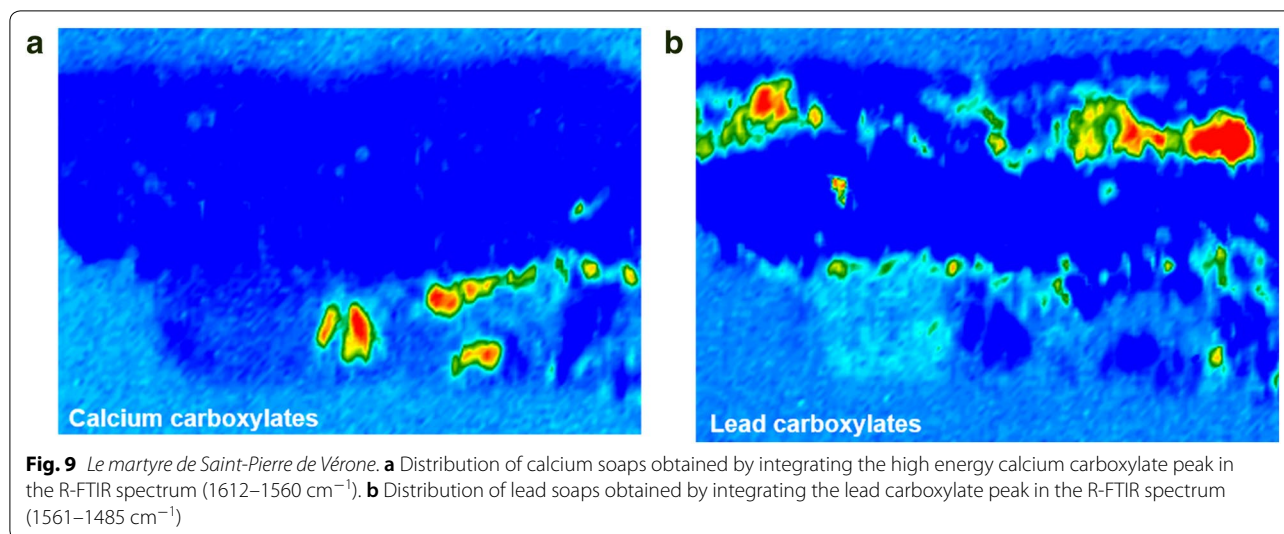 a
b
Calcium carboxylates
Lead carboxylates
Fig. 9 Le martyre de Saint-Pierre de Vérone. a Distribution of calcium soaps obtained by integrating the high energy calcium carboxylate peak in
the R-FTIR spectrum (1612–1560 cm⁻¹). b Distribution of lead soaps obtained by integrating the lead carboxylate peak in the R-FTIR spectrum
(1561–1485 cm⁻¹)